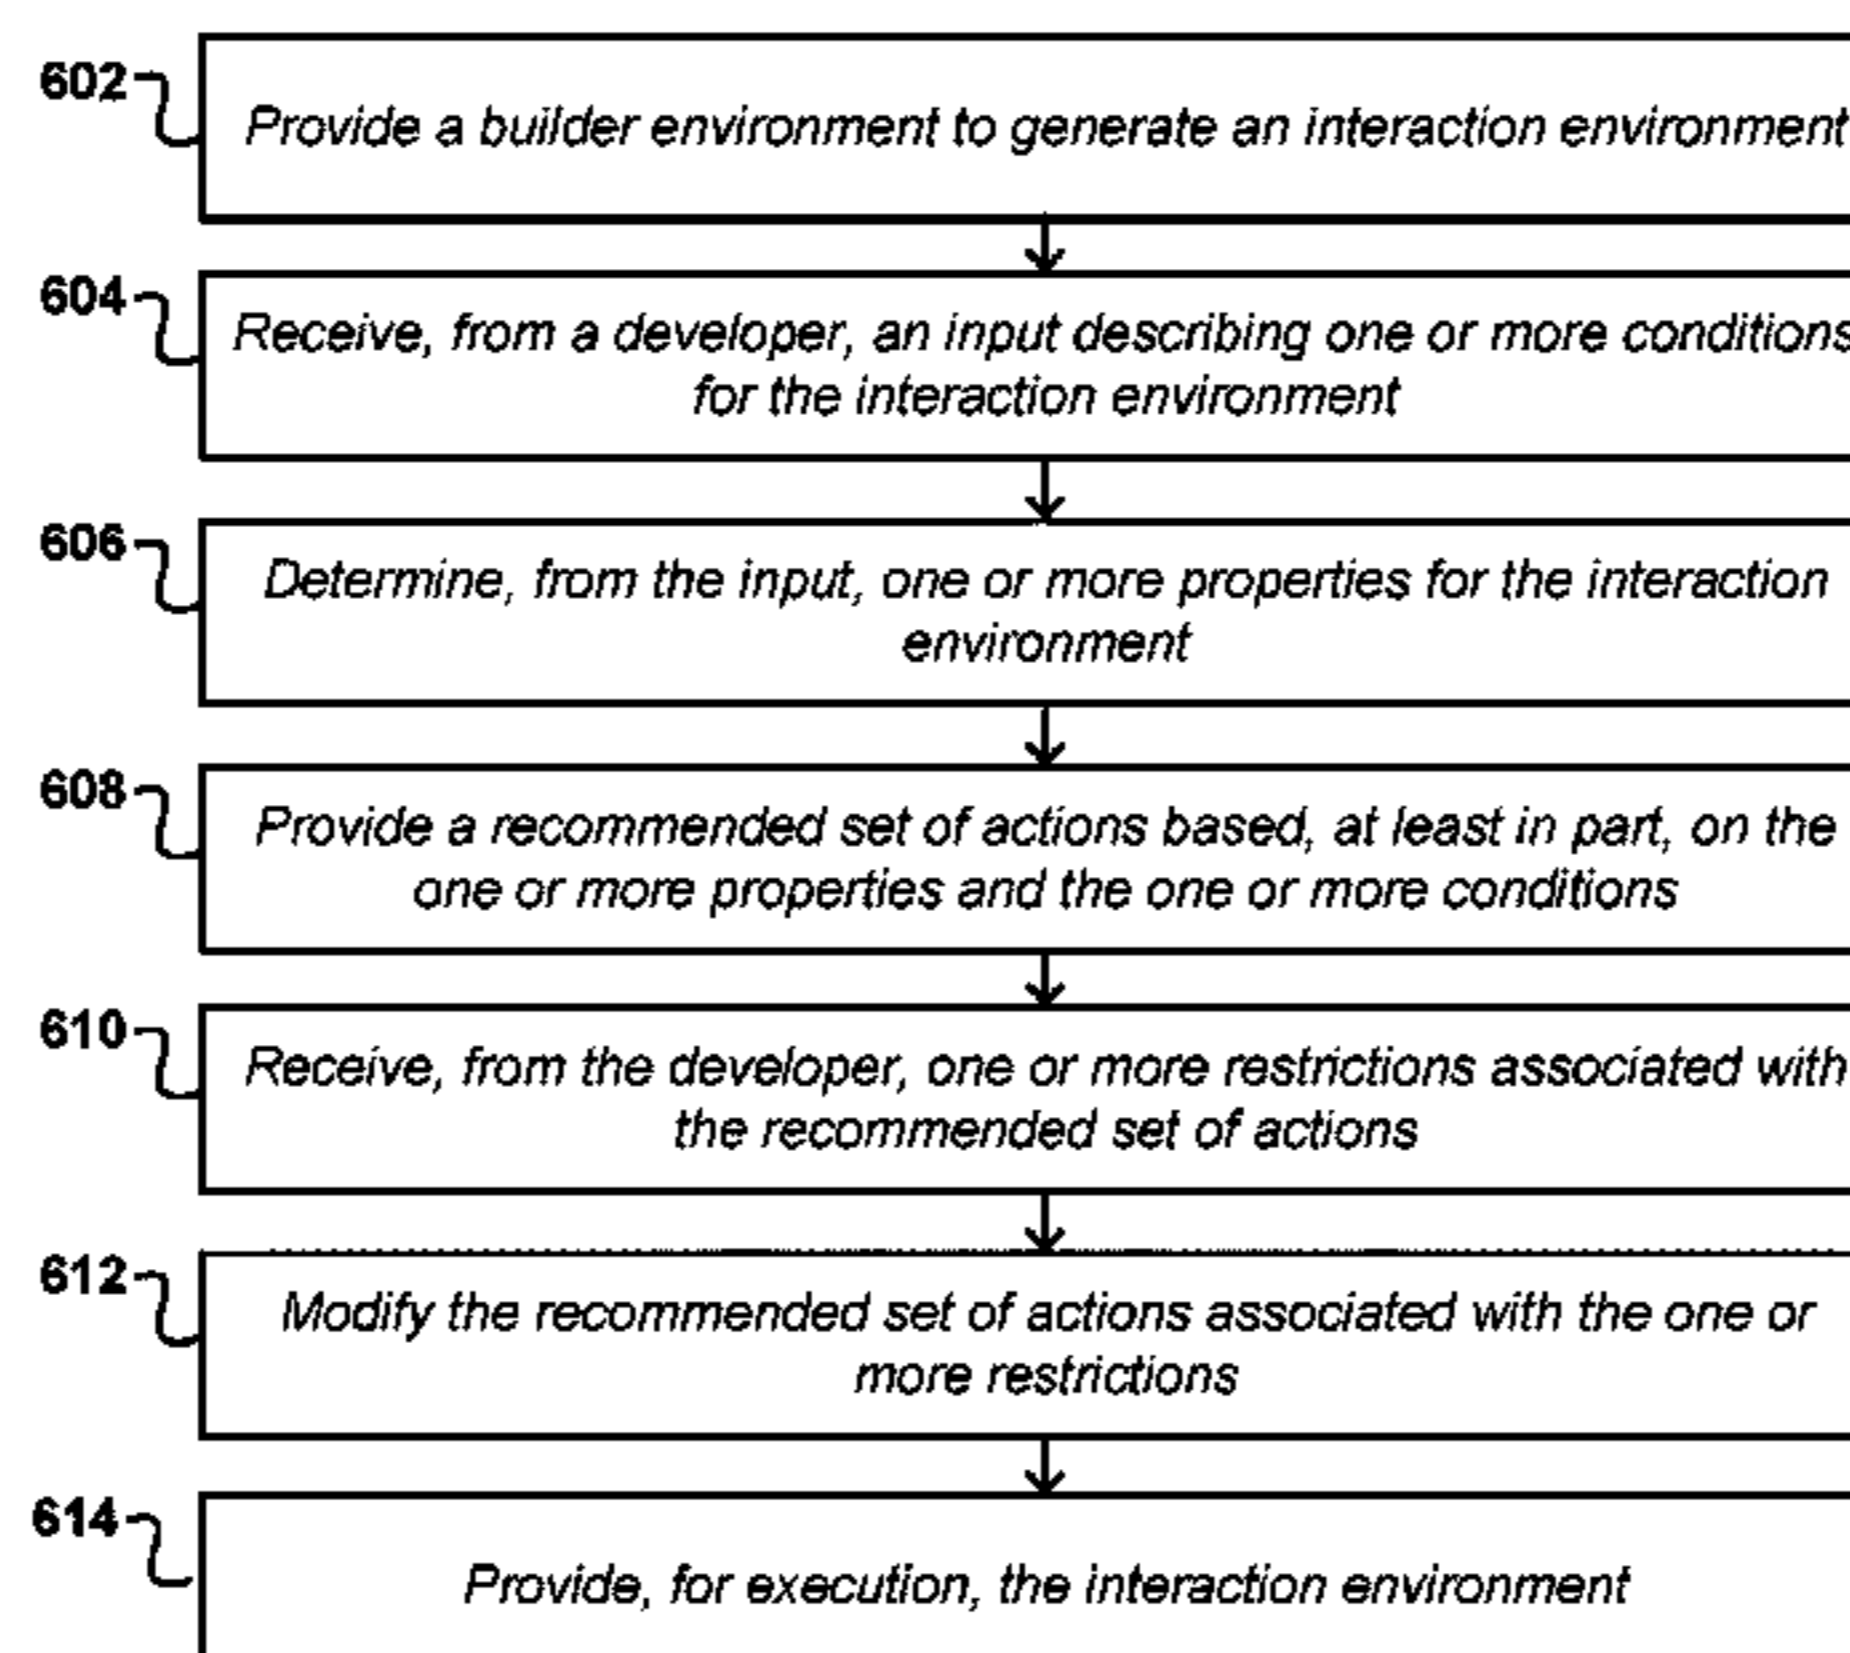 602
Provide a builder environment to generate an interaction environment
604
Receive, from a developer, an input describing one or more conditions
for the interaction environment
606
Determine, from the input, one or more properties for the interaction
environment
608
Provide a recommended set of actions based, at least in part, on the
one or more properties and the one or more conditions
610
Receive, from the developer, one or more restrictions associated with
the recommended set of actions
612
Modify the recommended set of actions associated with the one or
more restrictions
614
Provide, for execution, the interaction environment